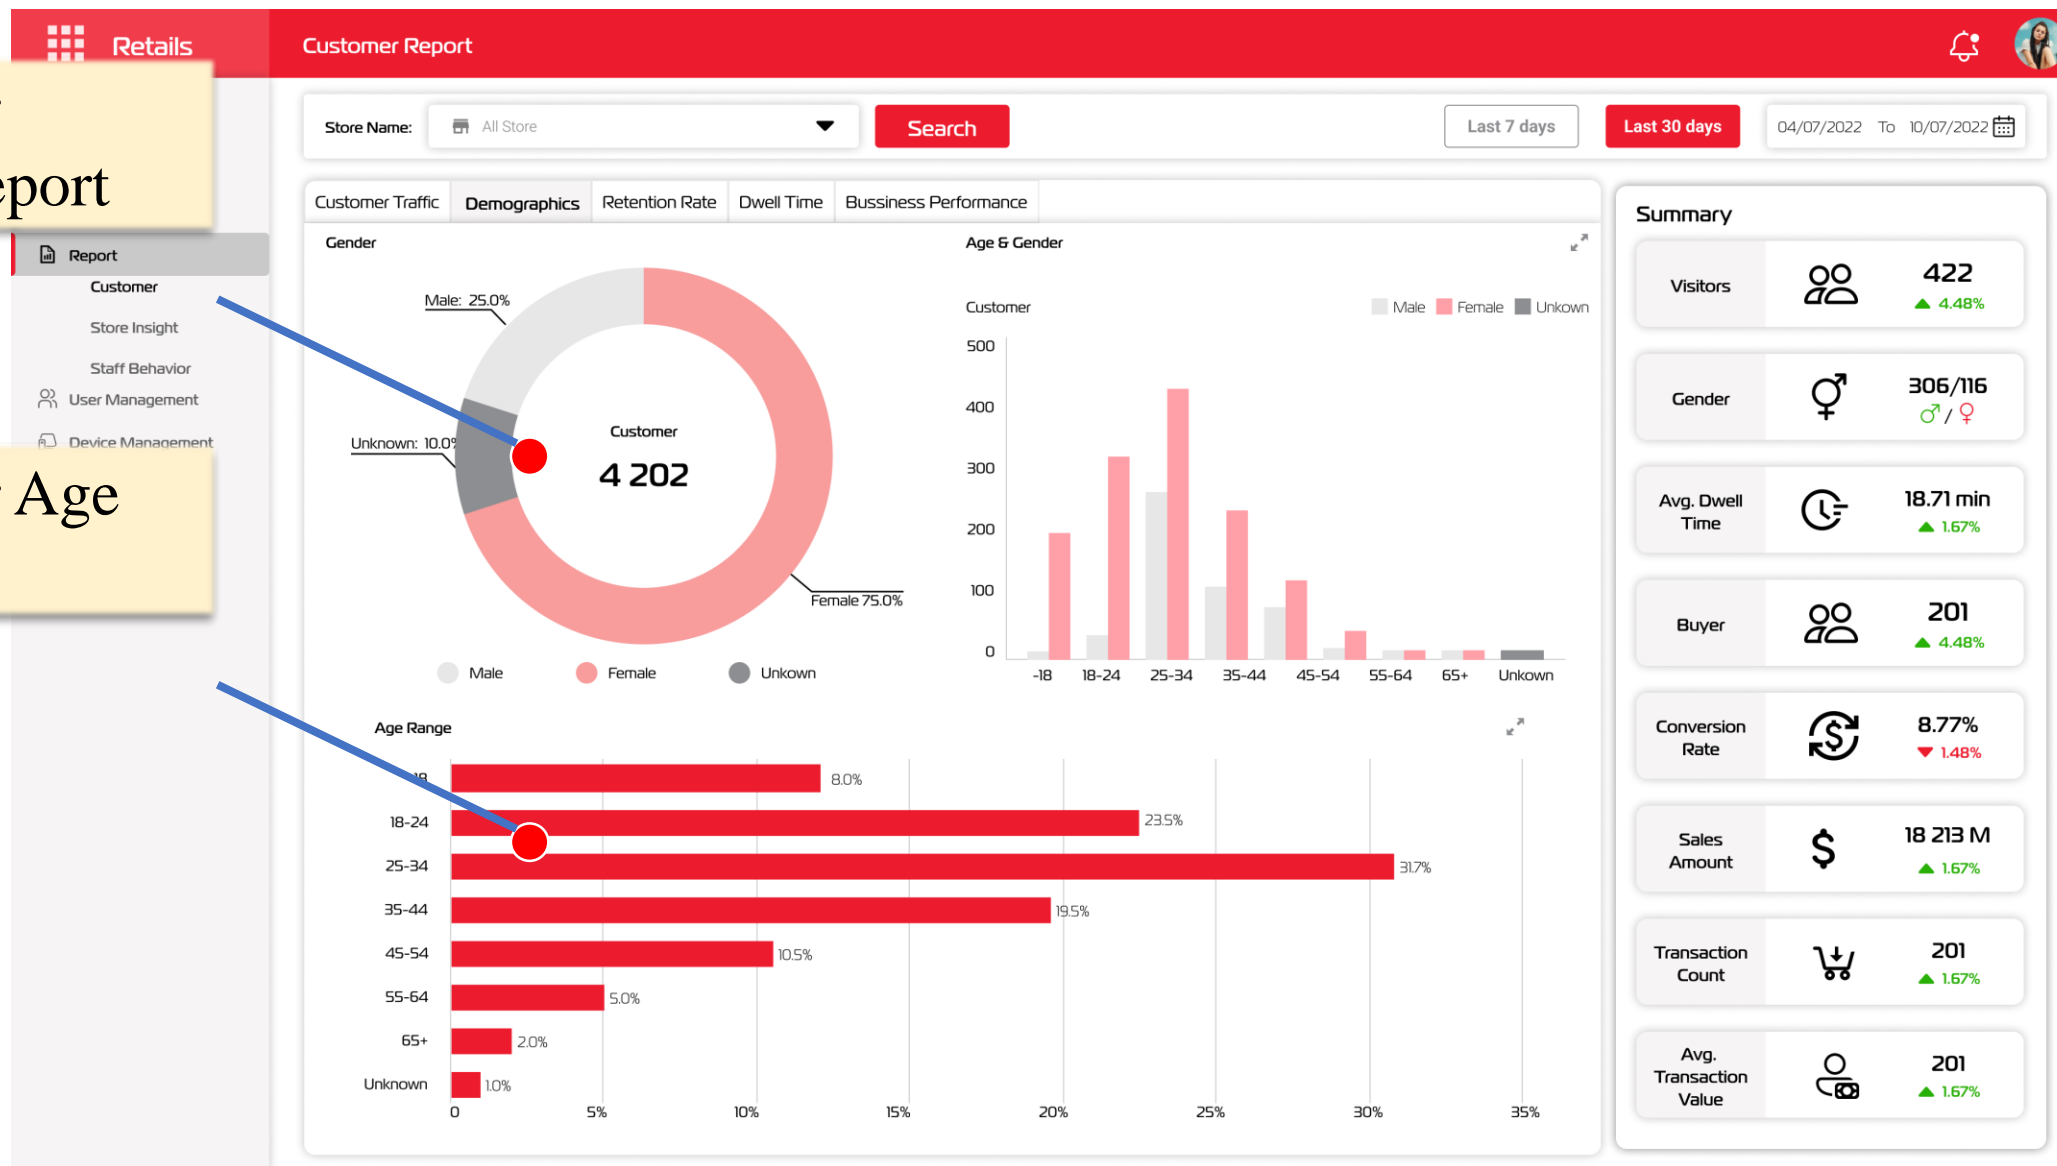 Retails
Customer Report
eport
Age
Report
Customer
Store Insight
Staff Behavior
User Management
Device Management
Store Name:
All Store
Search
Last 7 days
Last 30 days
04/07/2022 To 10/07/2022
Customer Traffic
Demographics
Retention Rate
Dwell Time
Bussiness Performance
Gender
Male: 25.0%
Unknown: 10.0%
Customer
4 202
Female 75.0%
Male
Female
Unkown
Age & Gender
Customer
Male
Female
Unkown
500
400
300
200
100
0
-18
18-24
25-34
35-44
45-54
55-64
65+
Unkown
Age Range
8.0%
18-24
23.5%
25-34
31.7%
35-44
19.5%
45-54
10.5%
55-64
5.0%
65+
2.0%
Unknown
1.0%
0
5%
10%
15%
20%
25%
30%
35%
Summary
Visitors
422
4.48%
Gender
306/116
♂ / ♀
Avg. Dwell
Time
18.71 min
1.67%
Buyer
201
4.48%
Conversion
Rate
8.77%
1.48%
Sales
Amount
$
18 213 M
1.67%
Transaction
Count
201
1.67%
Avg.
Transaction
Value
201
1.67%